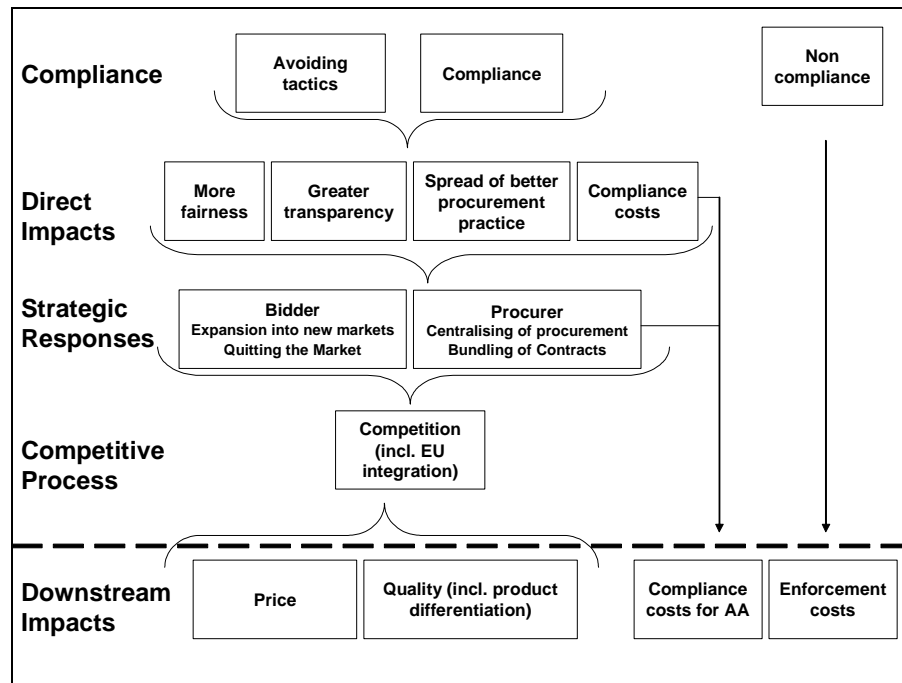 Compliance
Avoiding
tactics
Compliance
Non
compliance
Direct
Impacts
More
fairness
Greater
transparency
Spread of better
procurement
practice
Compliance
costs
Strategic
Responses
Bidder
Expansion into new markets
Quitting the Market
Procurer
Centralising of procurement
Bundling of Contracts
Competitive
Process
Competition
(incl. EU
integration)
Downstream
Impacts
Price
Quality (incl. product
differentiation)
Compliance
costs for AA
Enforcement
costs